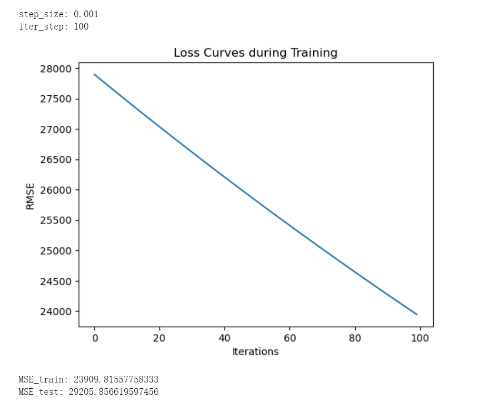 step_size: 0.001
iter_step: 100
Loss Curves during Training
28000
27500
27000
26500
26000
25500
25000
24500
24000
RMSE
0 20 40 60 80 100
Iterations
MSE_train: 23909.81557758333
MSE_test: 29205.856619597456